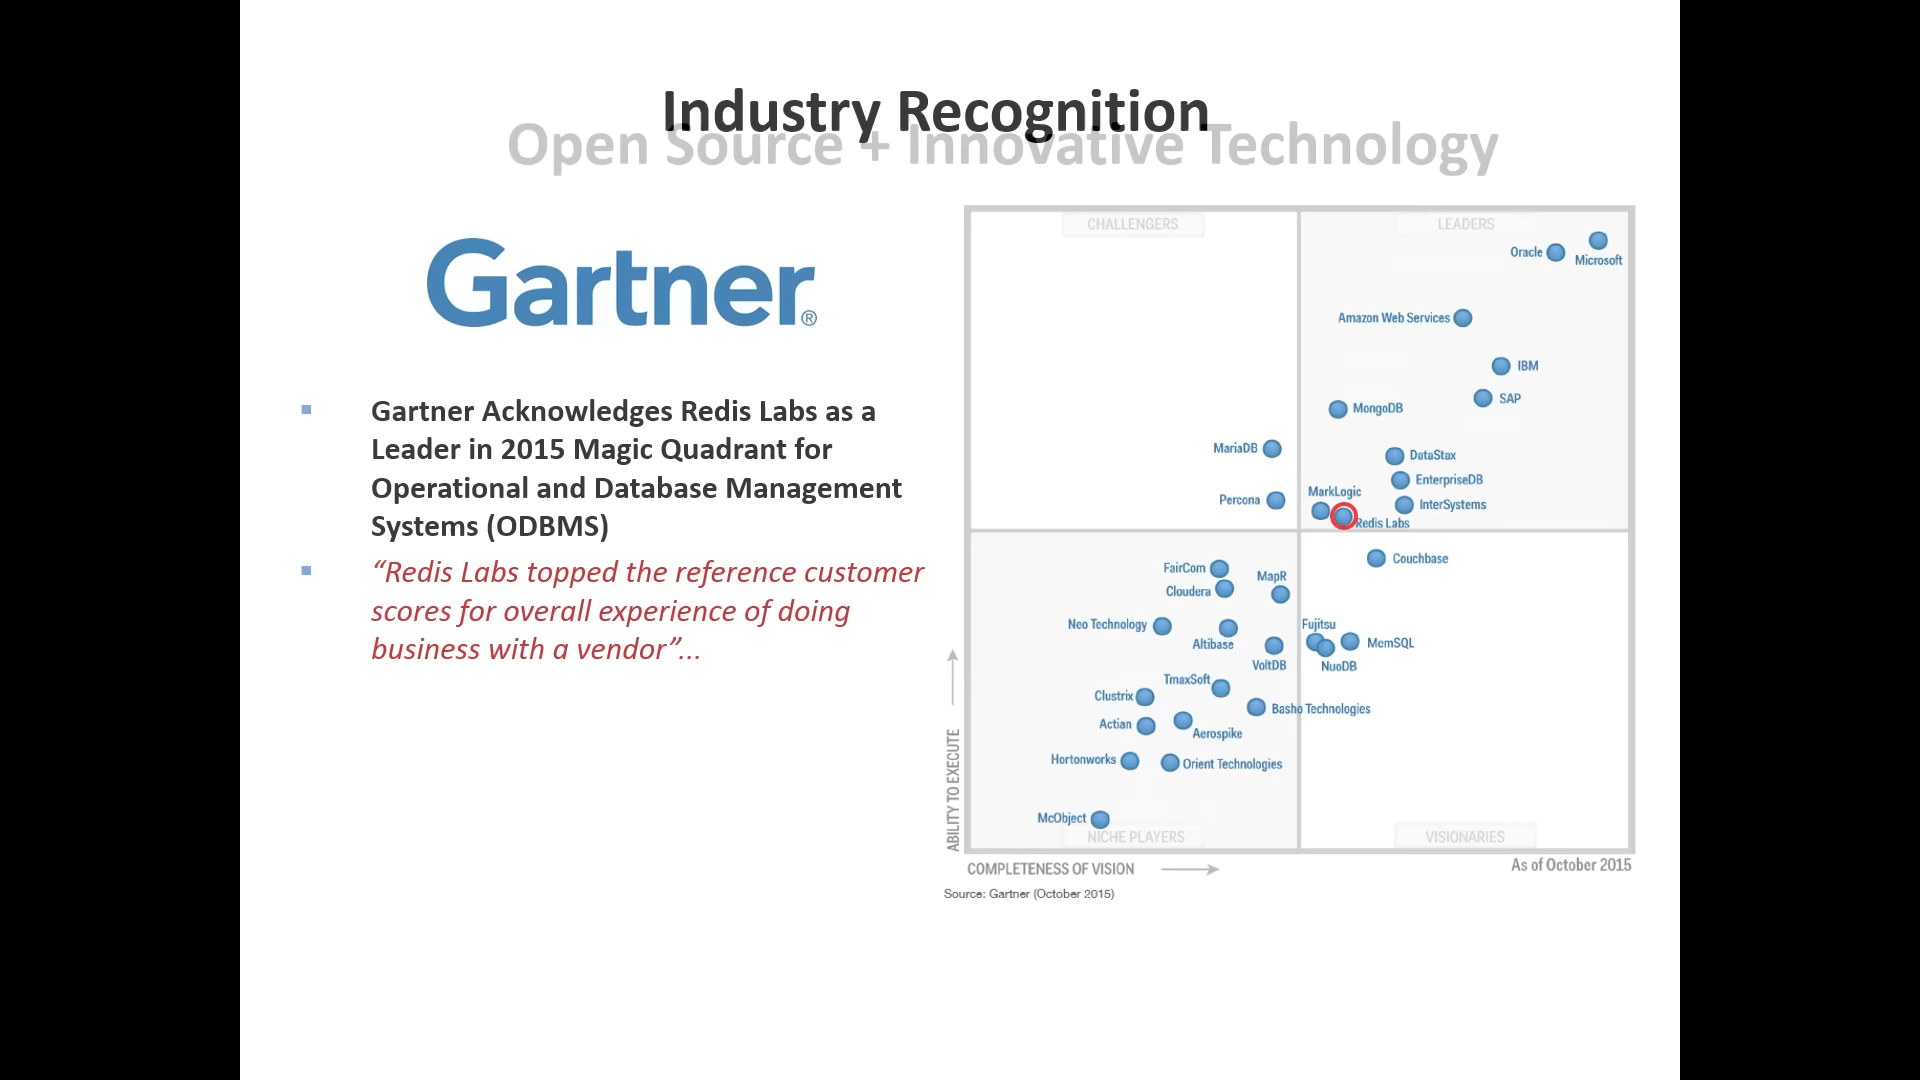 Industry Recognition
Open Source + Innovative Technology
Gartner®
Gartner Acknowledges Redis Labs as a
Leader in 2015 Magic Quadrant for
Operational and Database Management
Systems (ODBMS)
“Redis Labs topped the reference customer
scores for overall experience of doing
business with a vendor”...
CHALLENGERS
LEADERS
Oracle
Microsoft
Amazon Web Services
IBM
SAP
MongoDB
MariaDB
DataStax
EnterpriseDB
MarkLogic
Percona
InterSystems
Redis Labs
Couchbase
FairCom
MapR
Cloudera
Neo Technology
Fujitsu
Altibase
MemSQL
VoltDB
NuoDB
TmaxSoft
Clustrix
Basho Technologies
Actian
Aerospike
Hortonworks
Orient Technologies
McObject
NICHE PLAYERS
VISIONARIES
ABILITY TO EXECUTE
COMPLETENESS OF VISION
As of October 2015
Source: Gartner (October 2015)